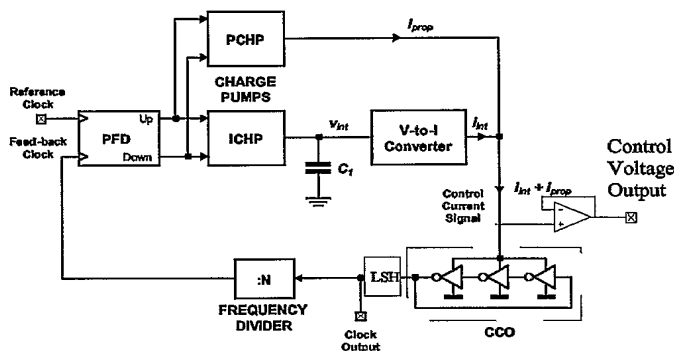 i_prop
PCHP
CHARGE
PUMPS
Reference
Clock
Feed-back
Clock
PFD
Up
Down
ICHP
v_int
C_1
V-to-I
Converter
i_int
Control
Voltage
Output
i_int + i_prop
Control
Current
Signal
- 
+
:N
FREQUENCY
DIVIDER
LSH
Clock
Output
CCO